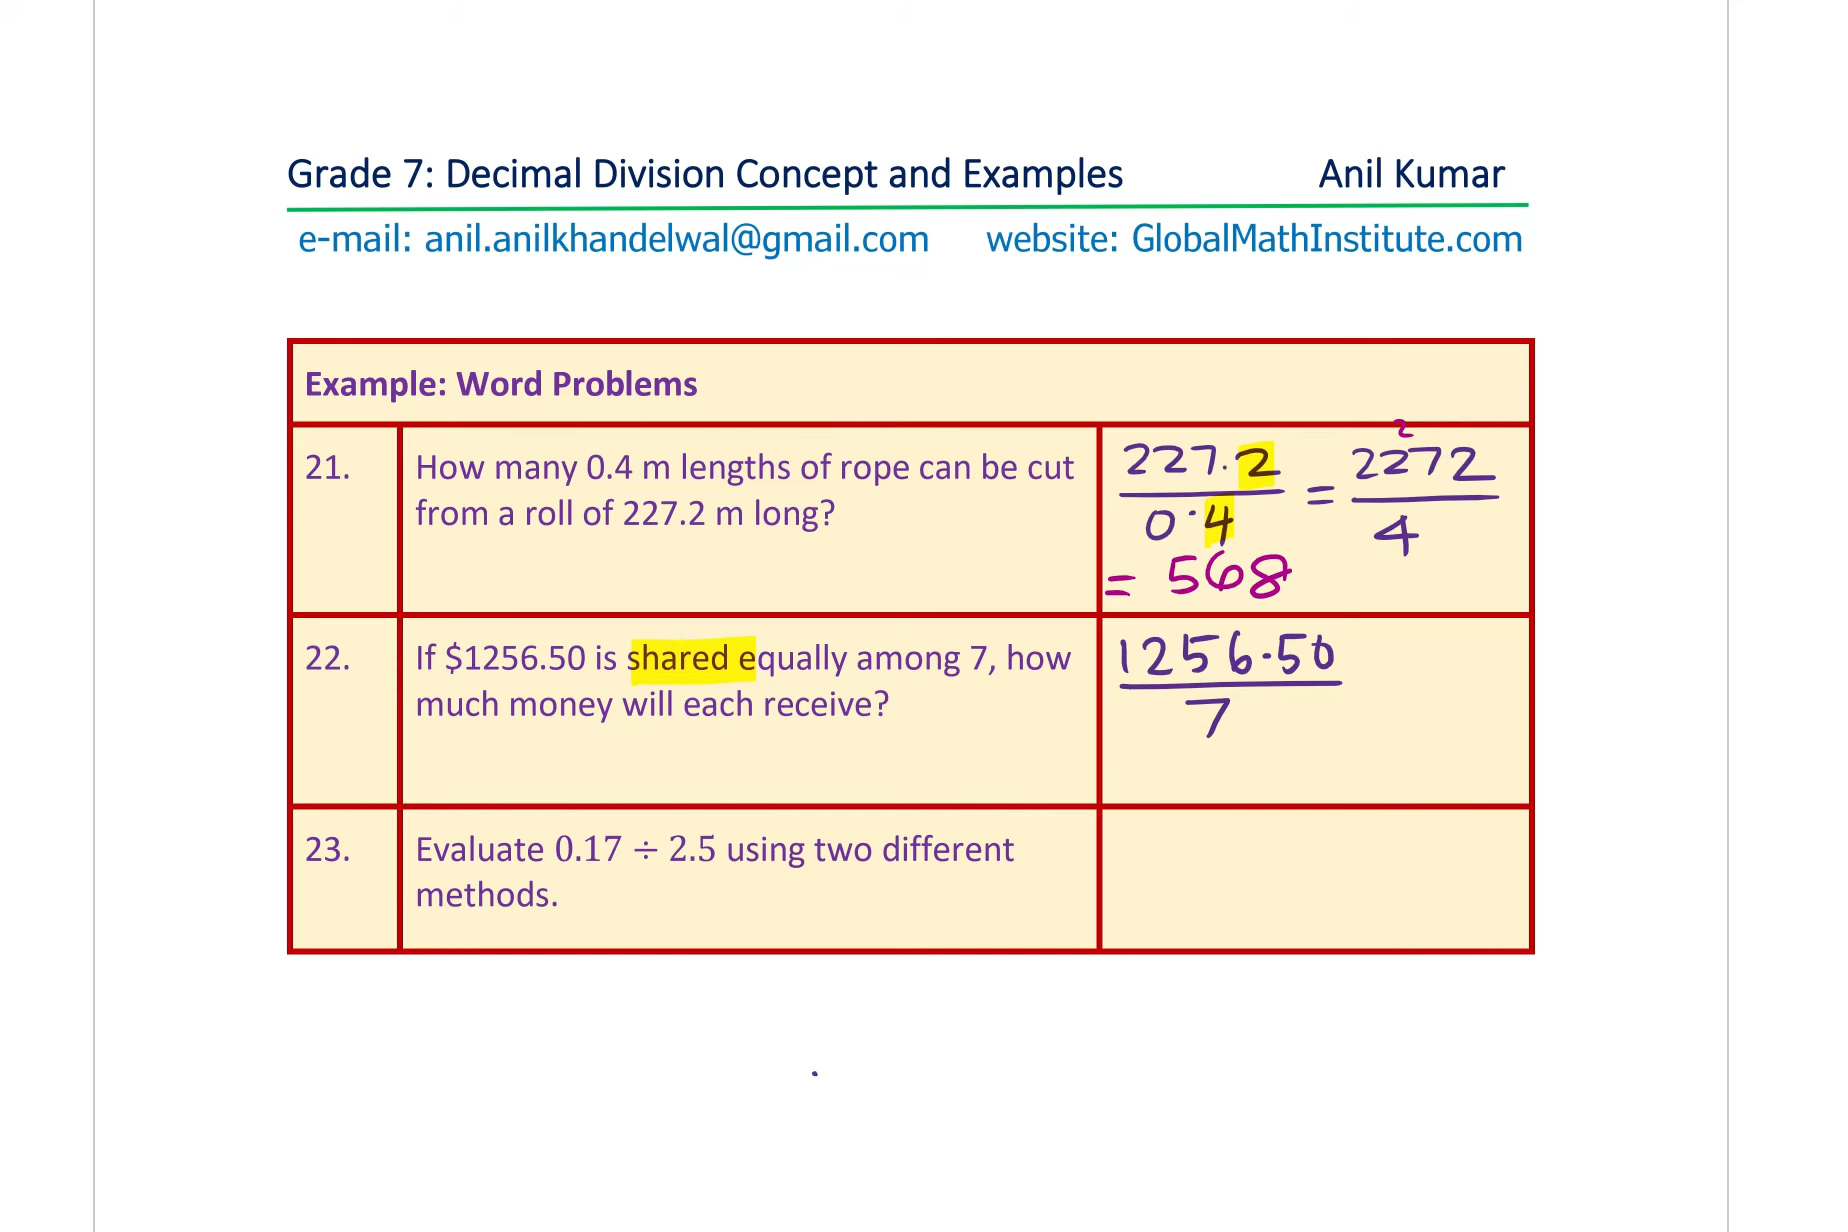 Grade 7: Decimal Division Concept and Examples Anil Kumar
e-mail: anil.anilkhandelwal@gmail.com website: GlobalMathInstitute.com
Example: Word Problems
21.
How many 0.4 m lengths of rope can be cut
from a roll of 227.2 m long?
227.2 / 0.4 = 2272 / 4
2
= 568
22.
If $1256.50 is shared equally among 7, how
much money will each receive?
1256.50
7
23.
Evaluate 0.17 ÷ 2.5 using two different
methods.